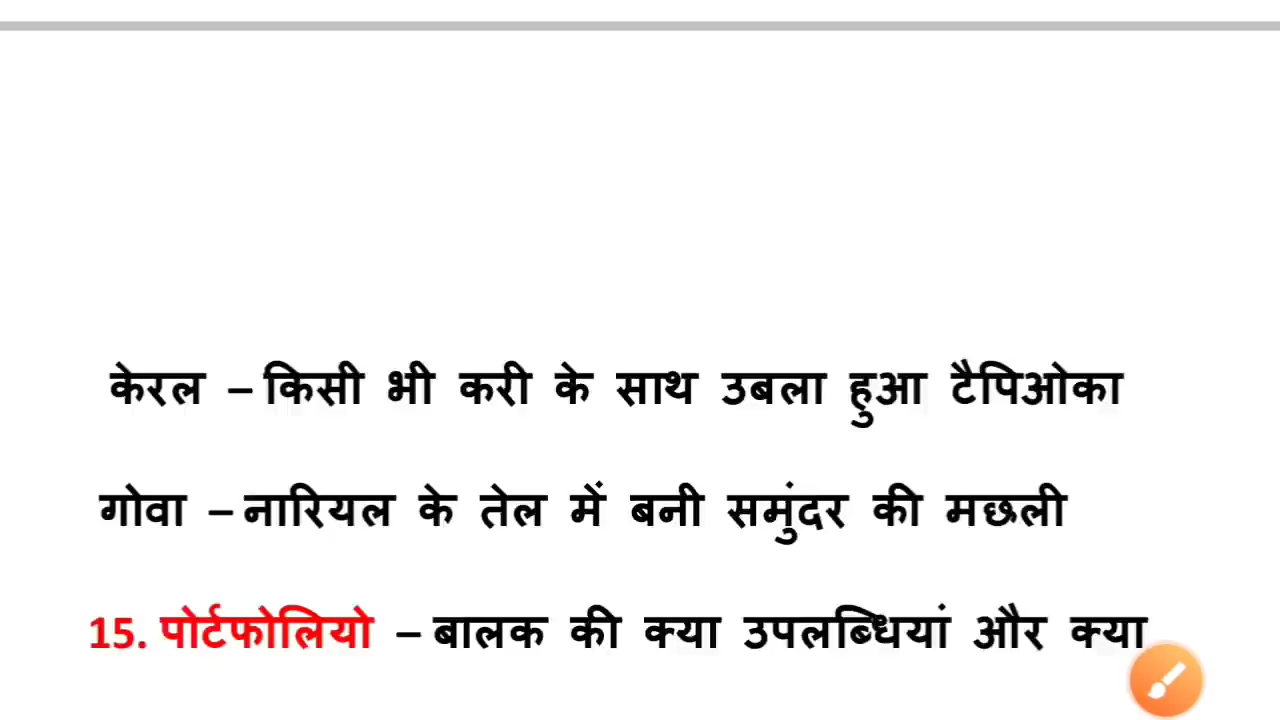 केरल – किसी भी करी के साथ उबला हुआ टैपिओका
गोवा – नारियल के तेल में बनी समुंदर की मछली
15. पोर्टफोलियो – बालक की क्या उपलब्धियां और क्या